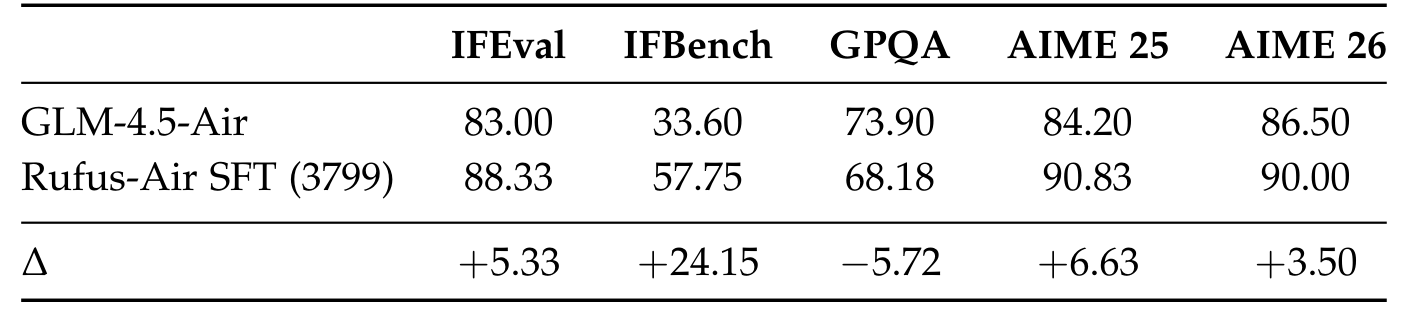 IFEval IFBench GPQA AIME 25 AIME 26
GLM-4.5-Air 83.00 33.60 73.90 84.20 86.50
Rufus-Air SFT (3799) 88.33 57.75 68.18 90.83 90.00
Δ +5.33 +24.15 −5.72 +6.63 +3.50